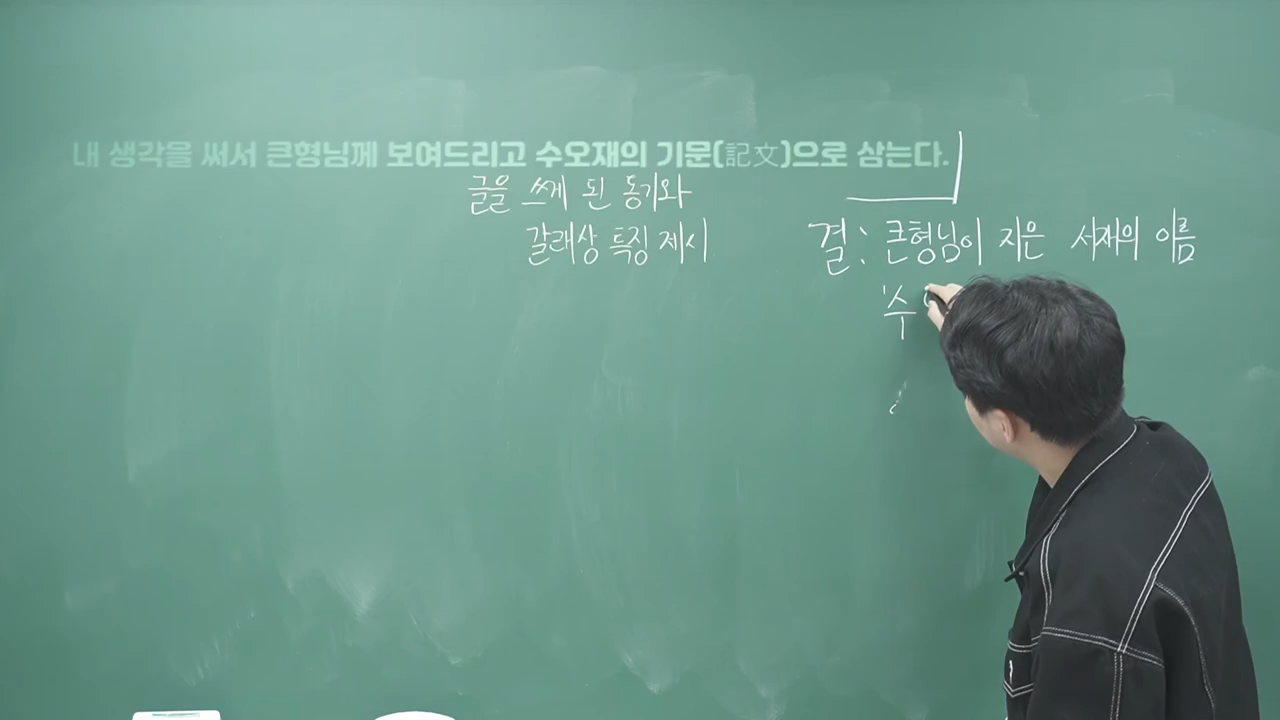 내 생각을 써서 큰형님께 보여드리고 수오재의 기문(記文)으로 삼는다.
글을 쓰게 된 동기와
갈래상 특징 제시
결: 큰형님이 지은 서재의 이름
'수